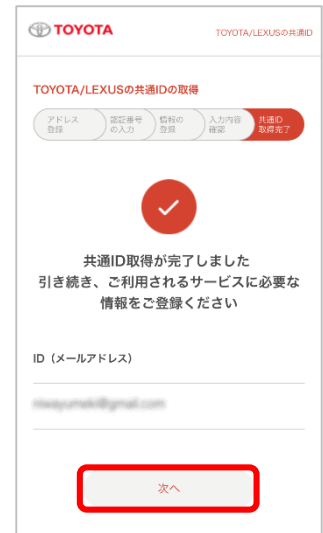 TOYOTA
TOYOTA/LEXUSの共通ID
TOYOTA/LEXUSの共通IDの取得
アドレス
登録
認証番号
の入力
情報の
登録
入力内容
確認
共通ID
取得完了
共通ID取得が完了しました
引き続き、ご利用されるサービスに必要な
情報をご登録ください
ID（メールアドレス）
次へ